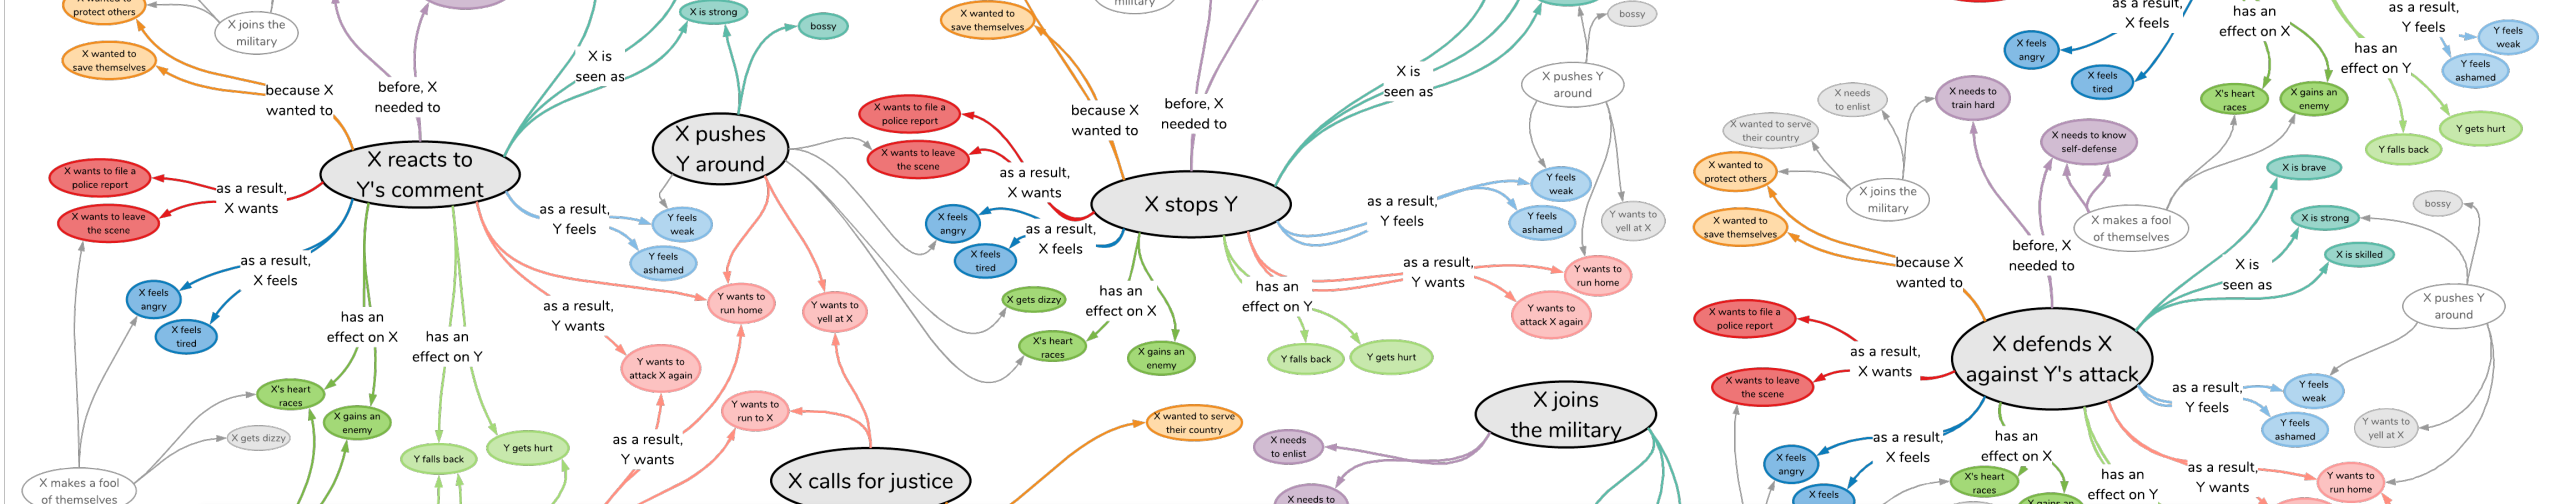 X wanted to
protect others
X joins the
military
X wanted to
save themselves
because X
wanted to
before, X
needed to
X is
seen as
X is strong
bossy
X reacts to
Y's comment
X pushes
Y around
X wants to file a
police report
X wants to leave
the scene
as a result,
X wants
as a result,
Y feels
Y feels
weak
Y feels
ashamed
as a result,
X feels
X feels
angry
X feels
tired
has an
effect on X
has an
effect on Y
as a result,
Y wants
Y wants to
run home
Y wants to
yell at X
Y wants to
attack X again
X's heart
races
X gains an
enemy
X gets dizzy
Y falls back
Y gets hurt
X makes a fool
of themselves
as a result,
Y wants
Y wants to
run to X
X calls for justice
X wanted to
save themselves
military
because X
wanted to
before, X
needed to
X is
seen as
bossy
X pushes Y
around
X wants to file a
police report
X wants to leave
the scene
as a result,
X wants
X stops Y
X feels
angry
X feels
tired
as a result,
X feels
as a result,
Y feels
Y feels
weak
Y feels
ashamed
Y wants to
yell at X
X gets dizzy
X's heart
races
has an
effect on X
X gains an
enemy
has an
effect on Y
Y falls back
Y gets hurt
as a result,
Y wants
Y wants to
run home
Y wants to
attack X again
X wanted to serve
their country
X needs
to enlist
X needs to
X joins
the military
as a result,
X feels
X feels
angry
X feels
tired
has an
effect on X
X's heart
races
X gains an
enemy
has an
effect on Y
as a result,
Y feels
Y feels
weak
Y feels
ashamed
Y gets hurt
Y falls back
X needs
to enlist
X needs to
train hard
X wanted to serve
their country
X needs to know
self-defense
X wanted to
protect others
X joins the
military
X wanted to
save themselves
X makes a fool
of themselves
before, X
needed to
because X
wanted to
X is brave
X is strong
X is skilled
X is
seen as
bossy
X pushes Y
around
X wants to file a
police report
X wants to leave
the scene
as a result,
X wants
X defends X
against Y's attack
as a result,
Y feels
Y feels
weak
Y feels
ashamed
Y wants to
yell at X
as a result,
X feels
X feels
angry
X feels
has an
effect on X
X's heart
races
X gains an
has an
effect on Y
as a result,
Y wants
Y wants to
run home